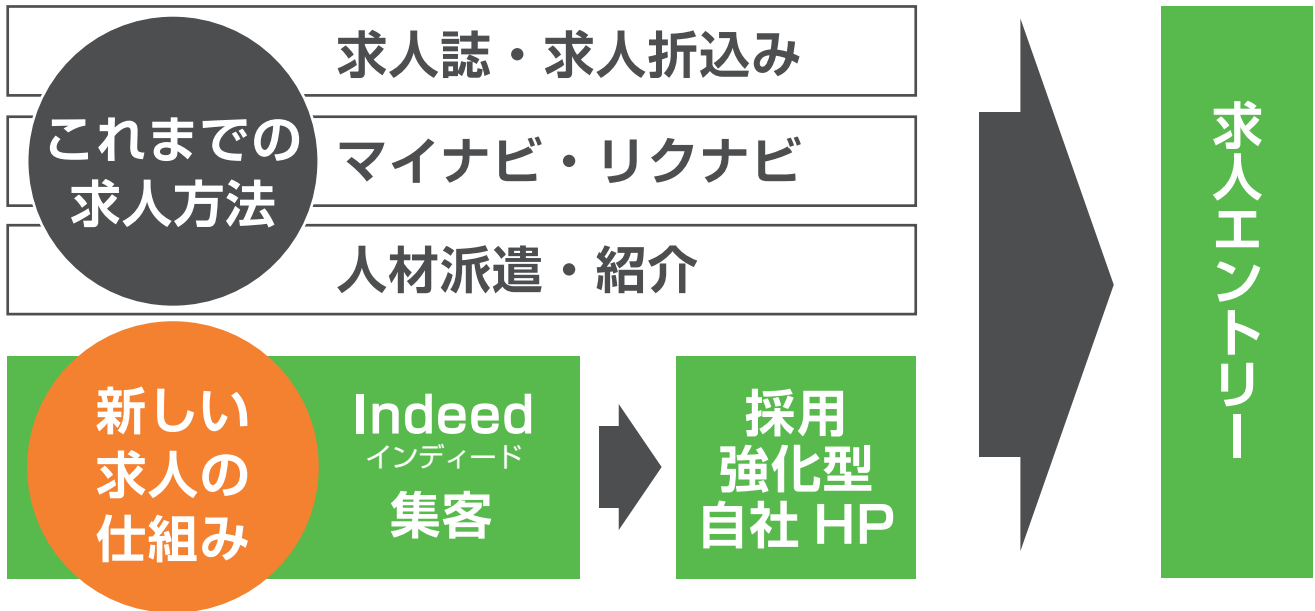 これまでの
求人方法
求人誌・求人折込み
マイナビ・リクナビ
人材派遣・紹介
新しい
求人の
仕組み
Indeed
インディード
集客
採用
強化型
自社 HP
求人エントリー